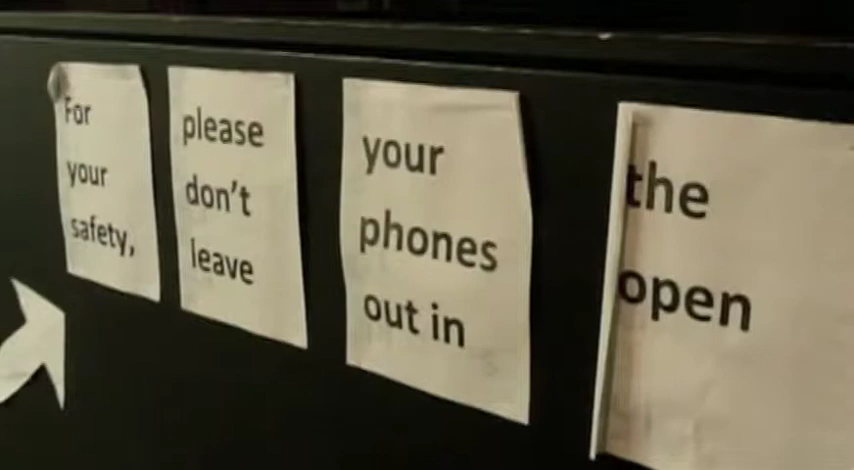 For
your
safety,
please
don't
leave
your
phones
out in
the
open